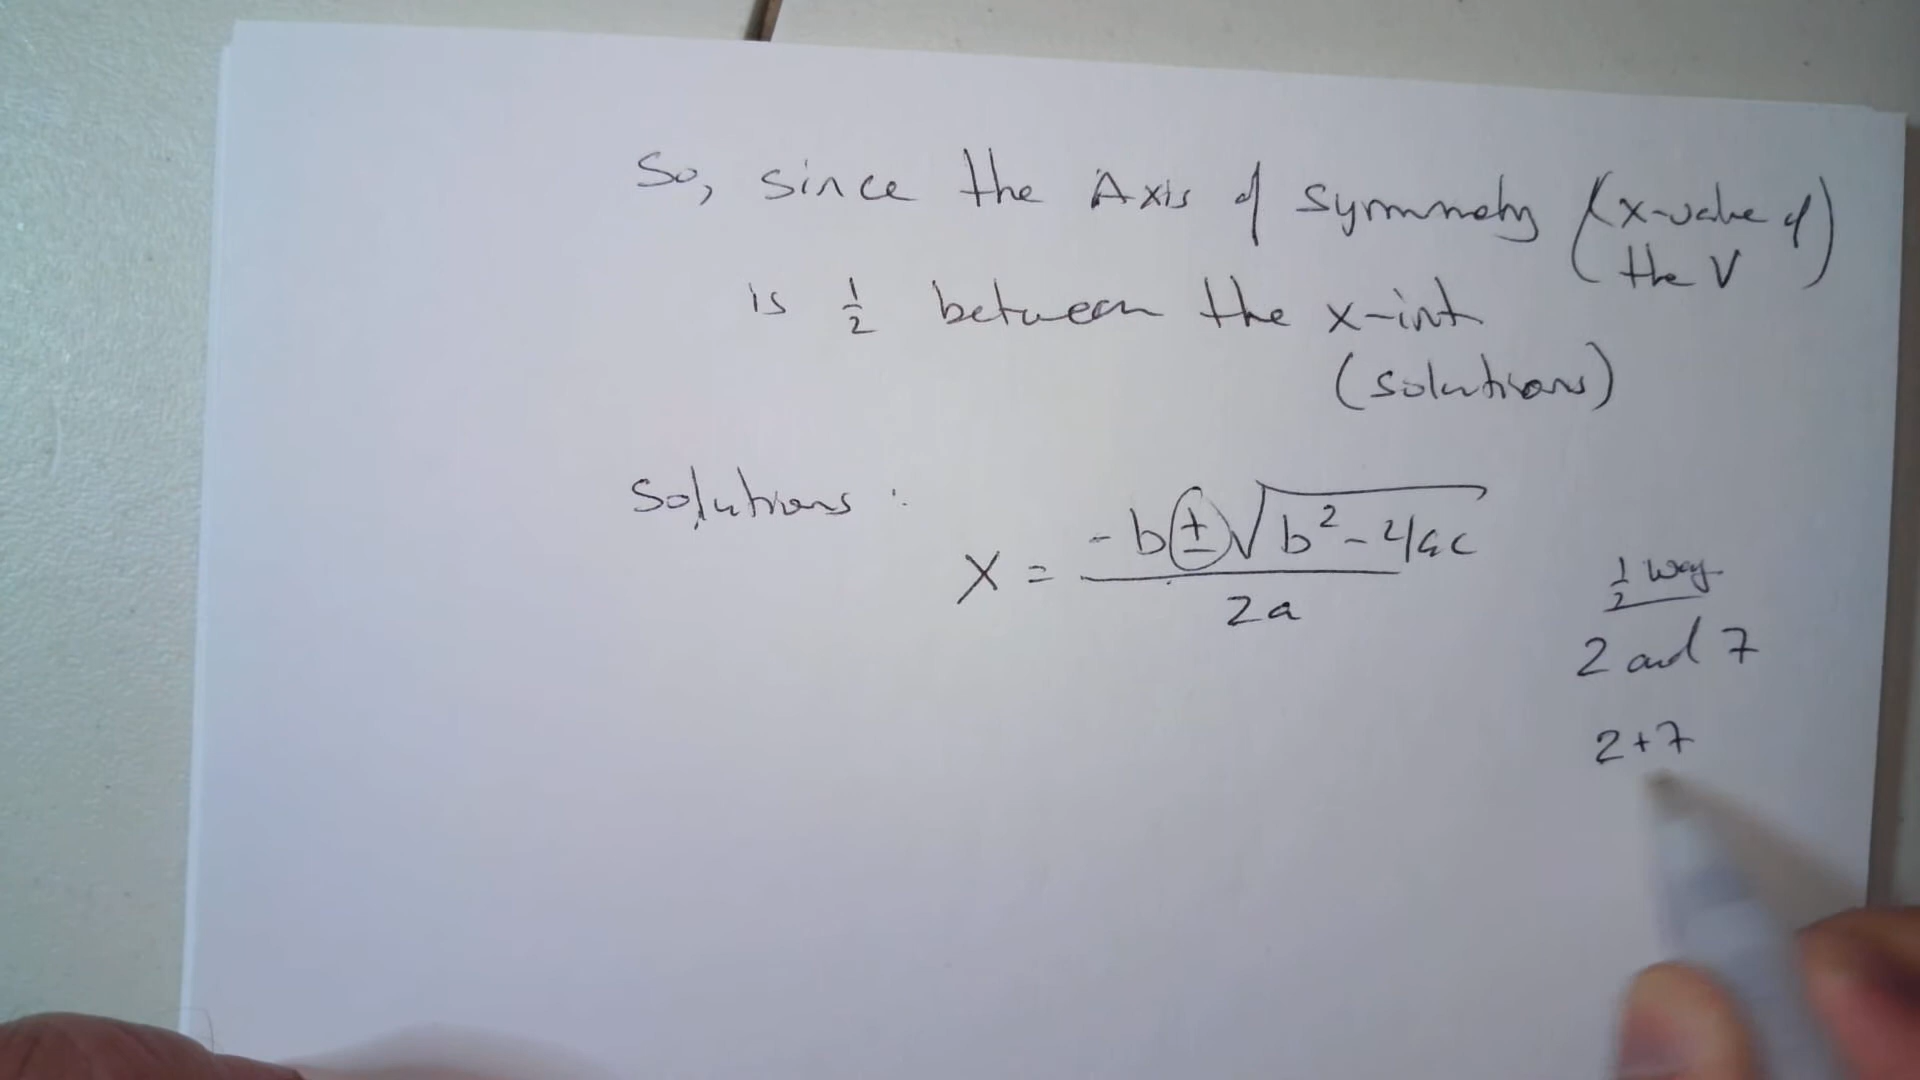 So, since the Axis of symmetry (x-value of
the V)
is 1/2 between the x-int
(solutions)
Solutions :
x = (-b ± √(b² - 4ac)) / 2a
1/2 way
2 and 7
2+7